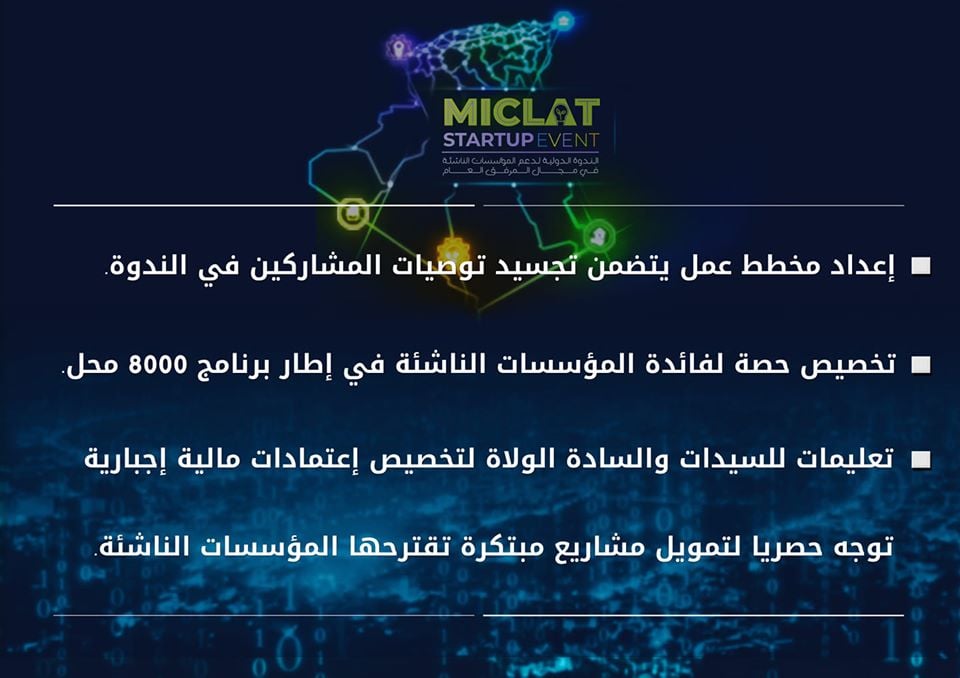 MICLAT
STARTUP EVENT
الندوة الدولية لدعم المؤسسات الناشئة
في مجال المرفق العام
إعداد مخطط عمل يتضمن تجسيد توصيات المشاركين في الندوة.
تخصيص حصة لفائدة المؤسسات الناشئة في إطار برنامج 8000 محل.
تعليمات للسيدات والسادة الولاة لتخصيص إعتمادات مالية إجبارية
توجه حصريا لتمويل مشاريع مبتكرة تقترحها المؤسسات الناشئة.